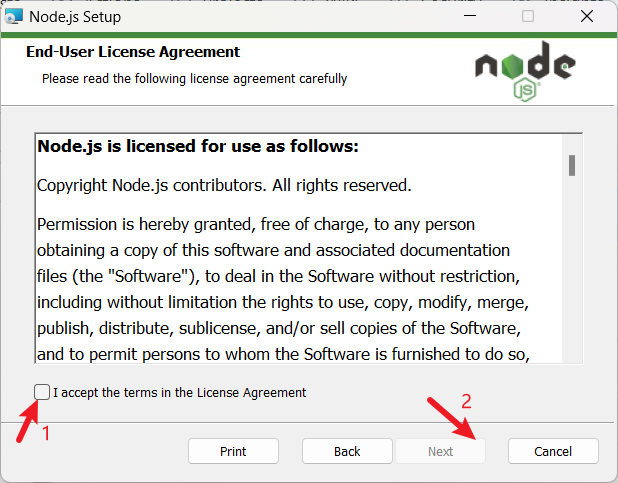 Node.js Setup
End-User License Agreement
Please read the following license agreement carefully
node
JS
Node.js is licensed for use as follows:
Copyright Node.js contributors. All rights reserved.
Permission is hereby granted, free of charge, to any person
obtaining a copy of this software and associated documentation
files (the "Software"), to deal in the Software without restriction,
including without limitation the rights to use, copy, modify, merge,
publish, distribute, sublicense, and/or sell copies of the Software,
and to permit persons to whom the Software is furnished to do so,
I accept the terms in the License Agreement
1
2
Print
Back
Next
Cancel